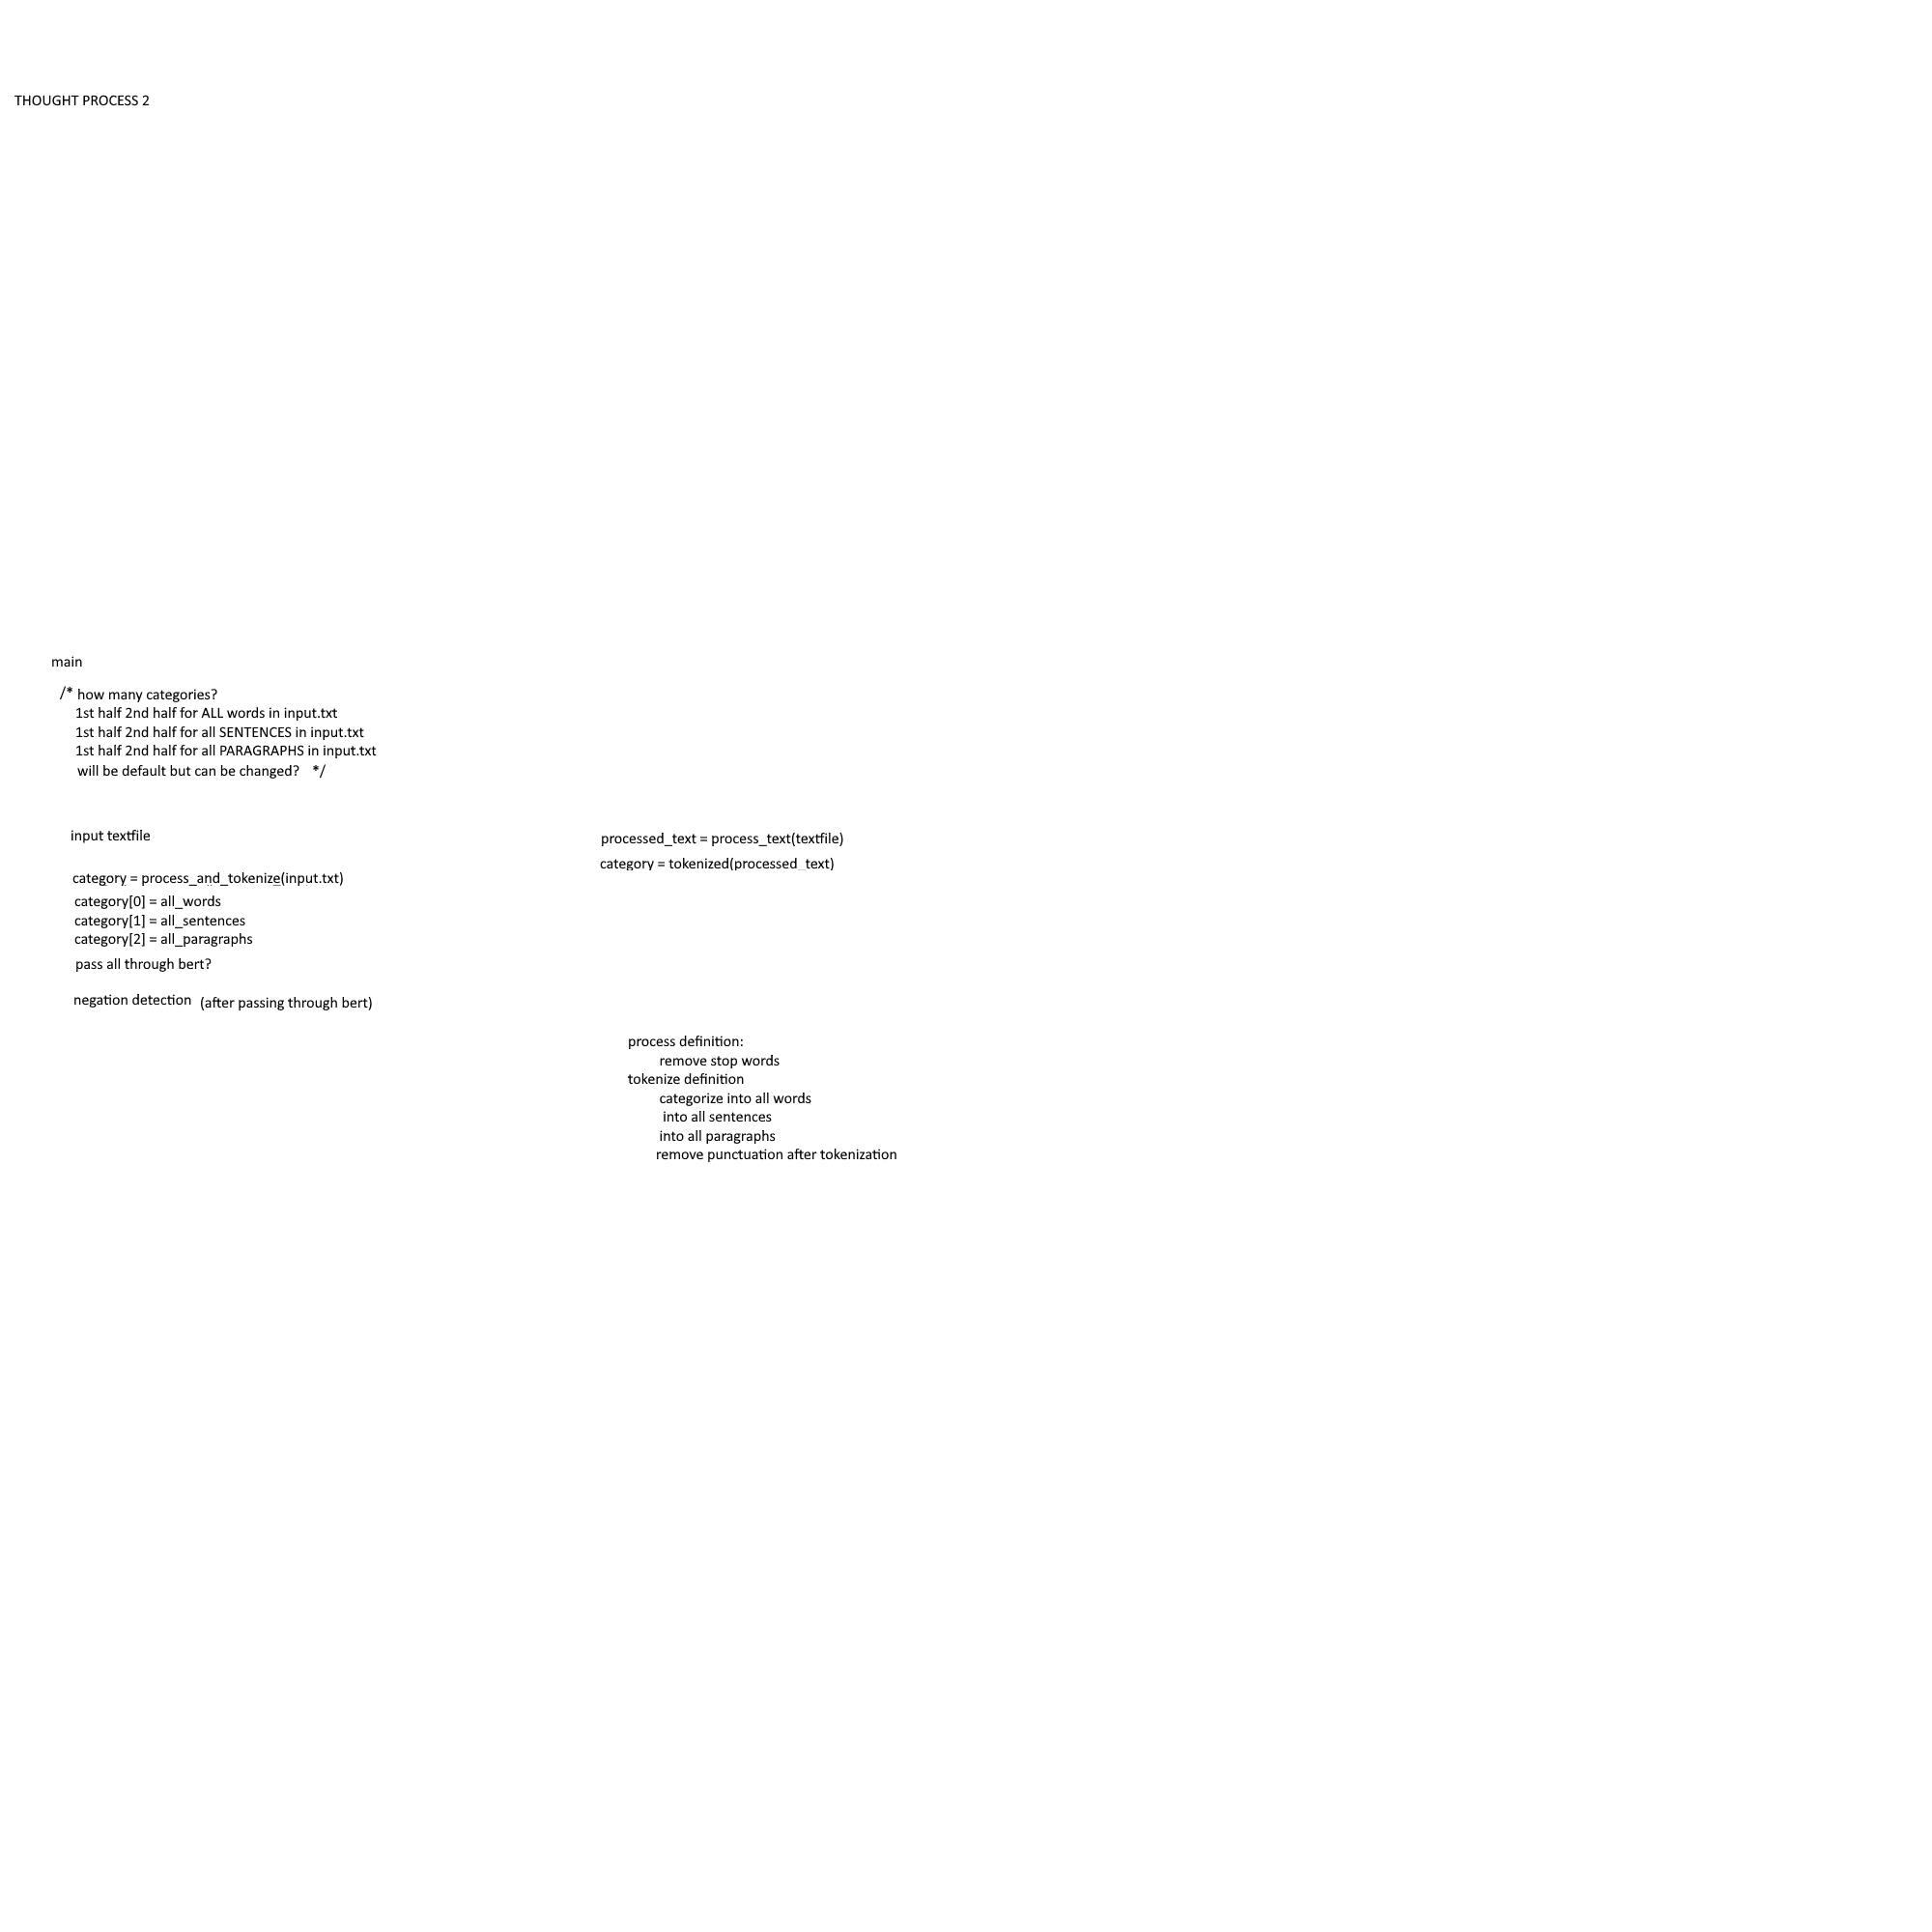 THOUGHT PROCESS 2
main
/* how many categories?
1st half 2nd half for ALL words in input.txt
1st half 2nd half for all SENTENCES in input.txt
1st half 2nd half for all PARAGRAPHS in input.txt
will be default but can be changed? */
input textfile
category = process_and_tokenize(input.txt)
category[0] = all_words
category[1] = all_sentences
category[2] = all_paragraphs
pass all through bert?
negation detection (after passing through bert)
processed_text = process_text(textfile)
category = tokenized(processed_text)
process definition:
remove stop words
tokenize definition
categorize into all words
into all sentences
into all paragraphs
remove punctuation after tokenization